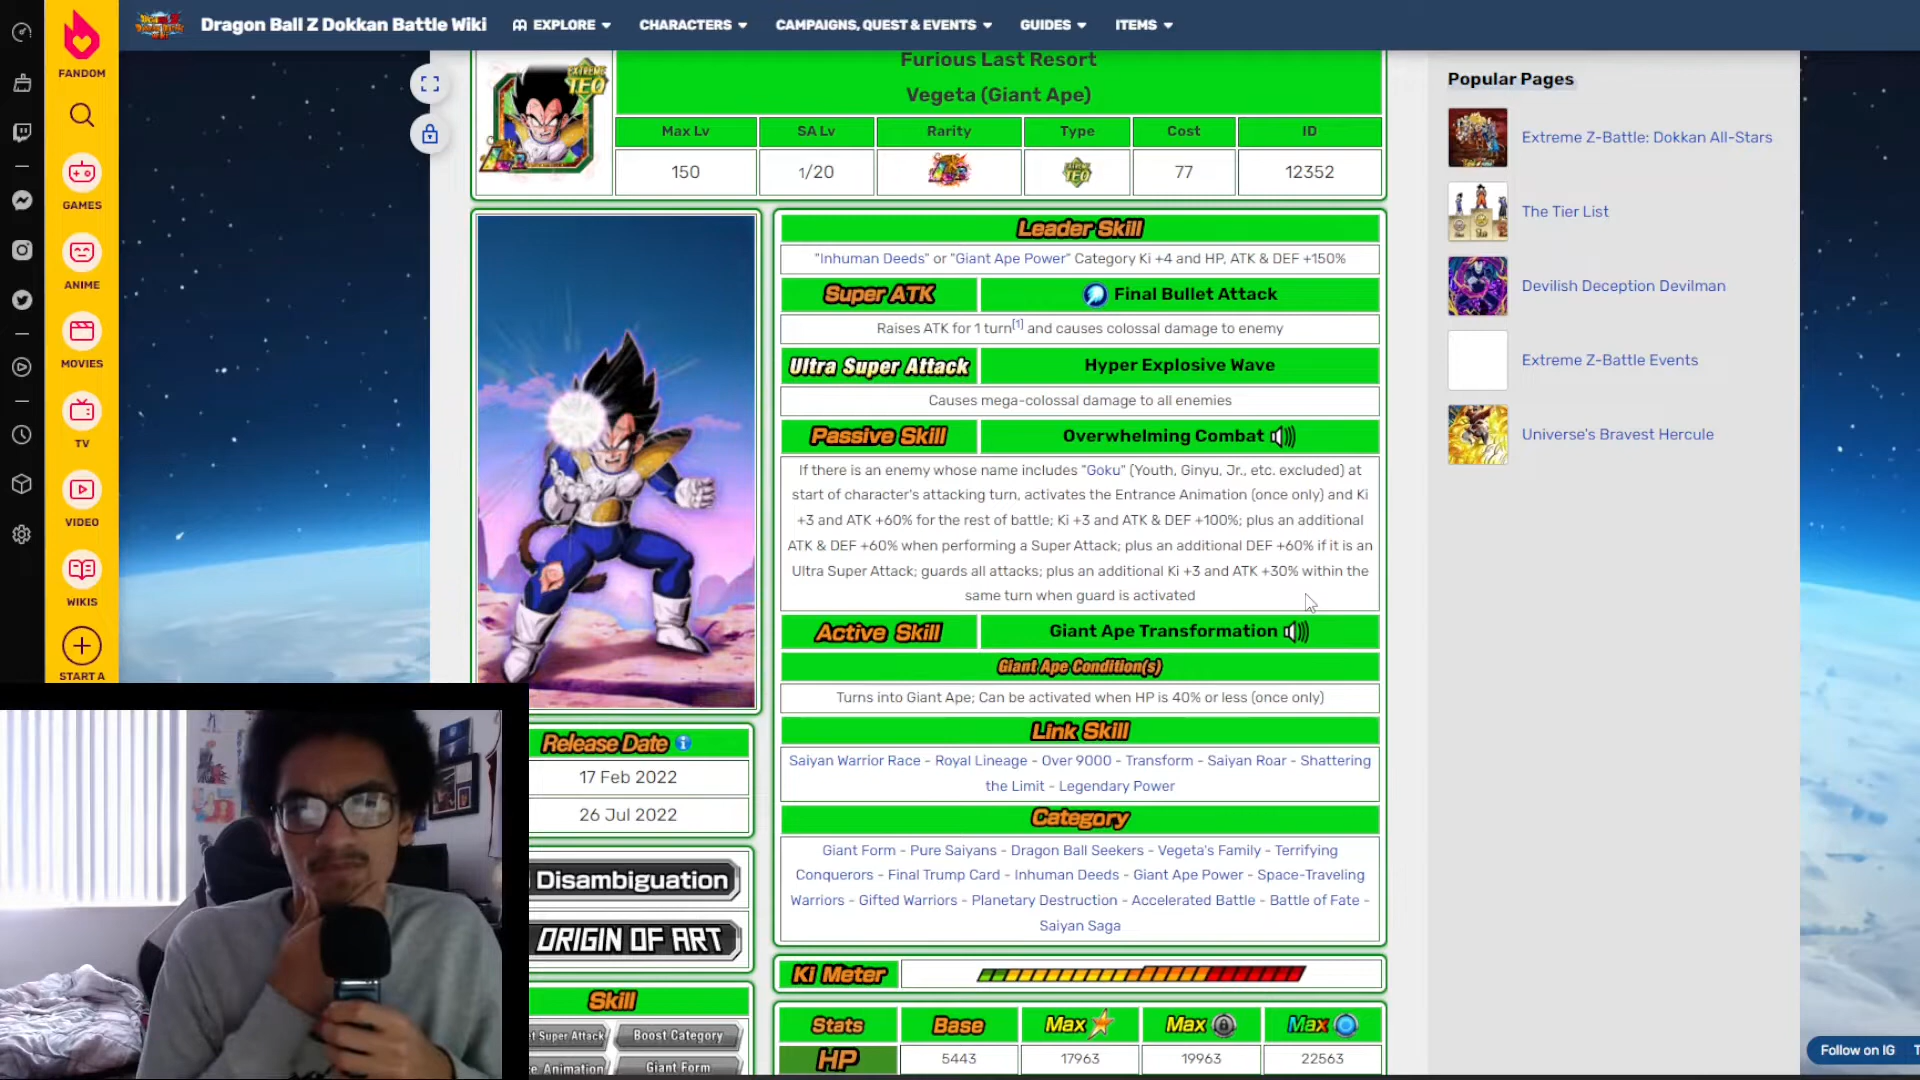 Dragon Ball Z Dokkan Battle Wiki
EXPLORE
CHARACTERS
CAMPAIGNS, QUEST & EVENTS
GUIDES
ITEMS
FANDOM
GAMES
ANIME
MOVIES
TV
VIDEO
WIKIS
START A
Furious Last Resort
Vegeta (Giant Ape)
EXTREME
TEQ
Max Lv
SA Lv
Rarity
Type
Cost
ID
150
1/20
77
12352
Leader Skill
"Inhuman Deeds" or "Giant Ape Power" Category Ki +4 and HP, ATK & DEF +150%
Super ATK
Final Bullet Attack
Raises ATK for 1 turn[1] and causes colossal damage to enemy
Ultra Super Attack
Hyper Explosive Wave
Causes mega-colossal damage to all enemies
Passive Skill
Overwhelming Combat
If there is an enemy whose name includes "Goku" (Youth, Ginyu, Jr., etc. excluded) at
start of character's attacking turn, activates the Entrance Animation (once only) and Ki
+3 and ATK +60% for the rest of battle; Ki +3 and ATK & DEF +100%; plus an additional
ATK & DEF +60% when performing a Super Attack; plus an additional DEF +60% if it is an
Ultra Super Attack; guards all attacks; plus an additional Ki +3 and ATK +30% within the
same turn when guard is activated
Active Skill
Giant Ape Transformation
Giant Ape Condition(s)
Turns into Giant Ape; Can be activated when HP is 40% or less (once only)
Link Skill
Saiyan Warrior Race - Royal Lineage - Over 9000 - Transform - Saiyan Roar - Shattering
the Limit - Legendary Power
Category
Giant Form - Pure Saiyans - Dragon Ball Seekers - Vegeta's Family - Terrifying
Conquerors - Final Trump Card - Inhuman Deeds - Giant Ape Power - Space-Traveling
Warriors - Gifted Warriors - Planetary Destruction - Accelerated Battle - Battle of Fate -
Saiyan Saga
Ki Meter
Stats
Base
Max
Max
Max
HP
5443
17963
19963
22563
Release Date
17 Feb 2022
26 Jul 2022
Disambiguation
ORIGIN OF ART
Skill
t Super Attack
Boost Category
e Animation
Giant Form
Popular Pages
Extreme Z-Battle: Dokkan All-Stars
The Tier List
Devilish Deception Devilman
Extreme Z-Battle Events
Universe's Bravest Hercule
Follow on IG